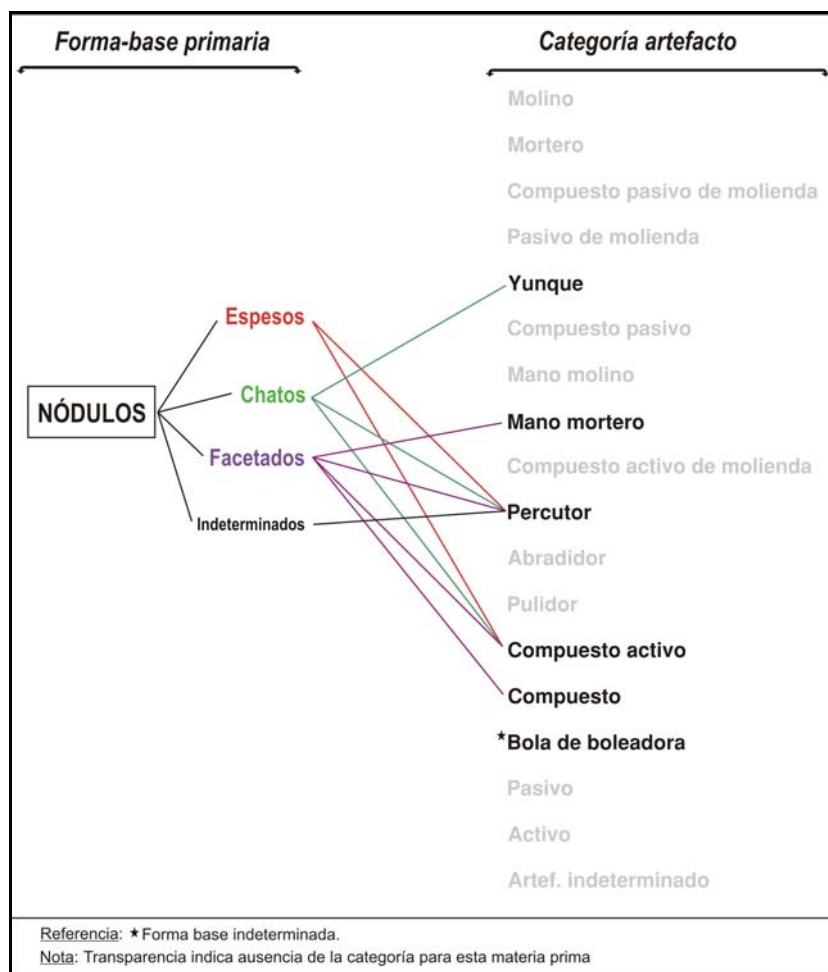 Forma-base primaria
Categoría artefacto
Molino
Mortero
Compuesto pasivo de molienda
Pasivo de molienda
Yunque
Compuesto pasivo
Mano molino
Mano mortero
Compuesto activo de molienda
Percutor
Abradidor
Pulidor
Compuesto activo
Compuesto
★Bola de boleadora
Pasivo
Activo
Artef. indeterminado
NÓDULOS
Espesos
Chatos
Facetados
Indeterminados
Referencia: ★Forma base indeterminada.
Nota: Transparencia indica ausencia de la categoría para esta materia prima